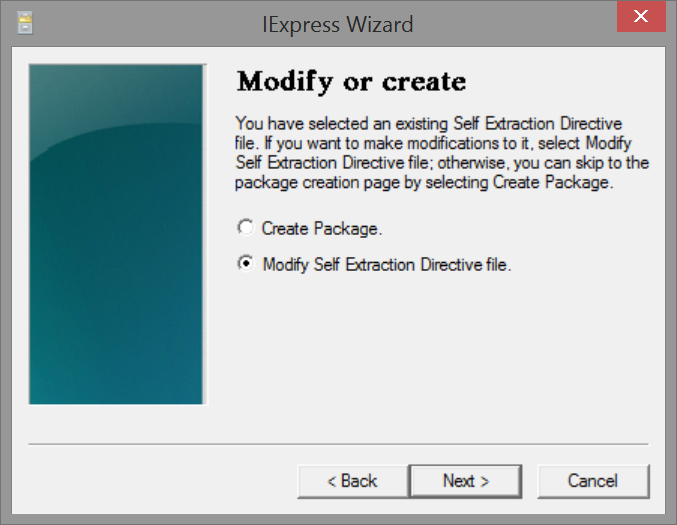 IExpress Wizard
Modify or create
You have selected an existing Self Extraction Directive
file. If you want to make modifications to it, select Modify
Self Extraction Directive file; otherwise, you can skip to the
package creation page by selecting Create Package.
Create Package.
Modify Self Extraction Directive file.
< Back
Next >
Cancel